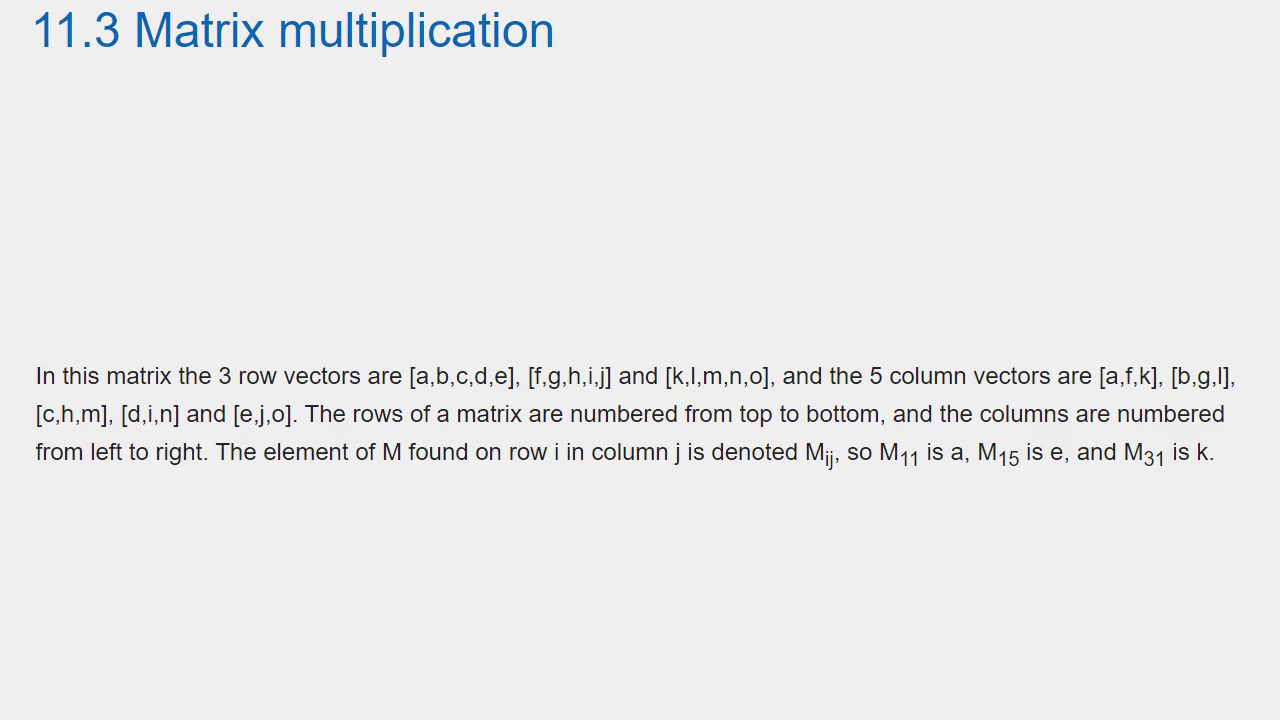 11.3 Matrix multiplication
In this matrix the 3 row vectors are [a,b,c,d,e], [f,g,h,i,j] and [k,l,m,n,o], and the 5 column vectors are [a,f,k], [b,g,l],
[c,h,m], [d,i,n] and [e,j,o]. The rows of a matrix are numbered from top to bottom, and the columns are numbered
from left to right. The element of M found on row i in column j is denoted Mij, so M11 is a, M15 is e, and M31 is k.